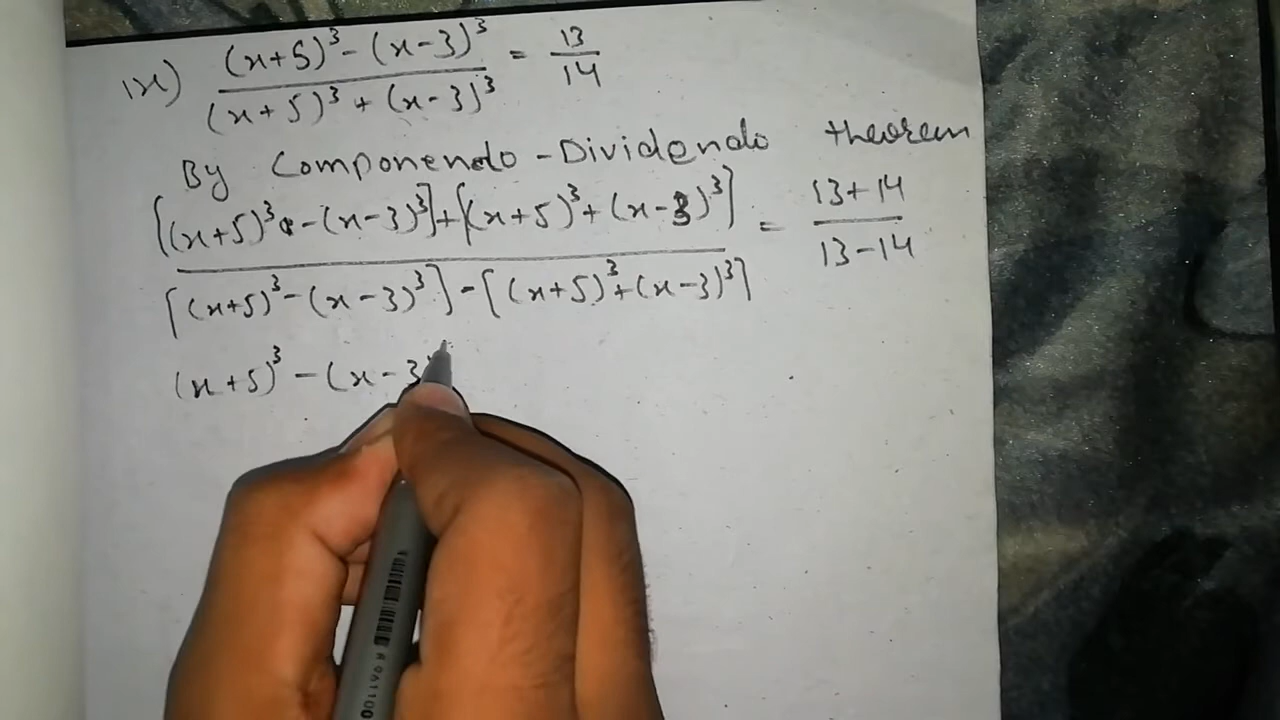 ix) ((x+5)³ - (x-3)³)/((x+5)³ + (x-3)³) = 13/14
By Componendo-Dividendo theorem
([(x+5)³ - (x-3)³] + [(x+5)³ + (x-3)³])/([(x+5)³ - (x-3)³] - [(x+5)³ + (x-3)³]) = (13+14)/(13-14)
(x+5)³ - (x-3